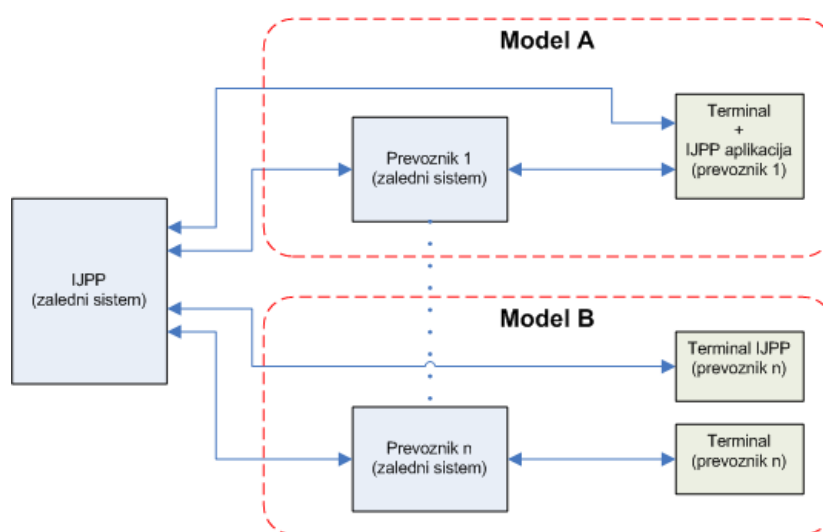 Model A
Terminal
+
IJPP aplikacija
(prevoznik 1)
Prevoznik 1
(zaledni sistem)
IJPP
(zaledni sistem)
Model B
Terminal IJPP
(prevoznik n)
Prevoznik n
(zaledni sistem)
Terminal
(prevoznik n)